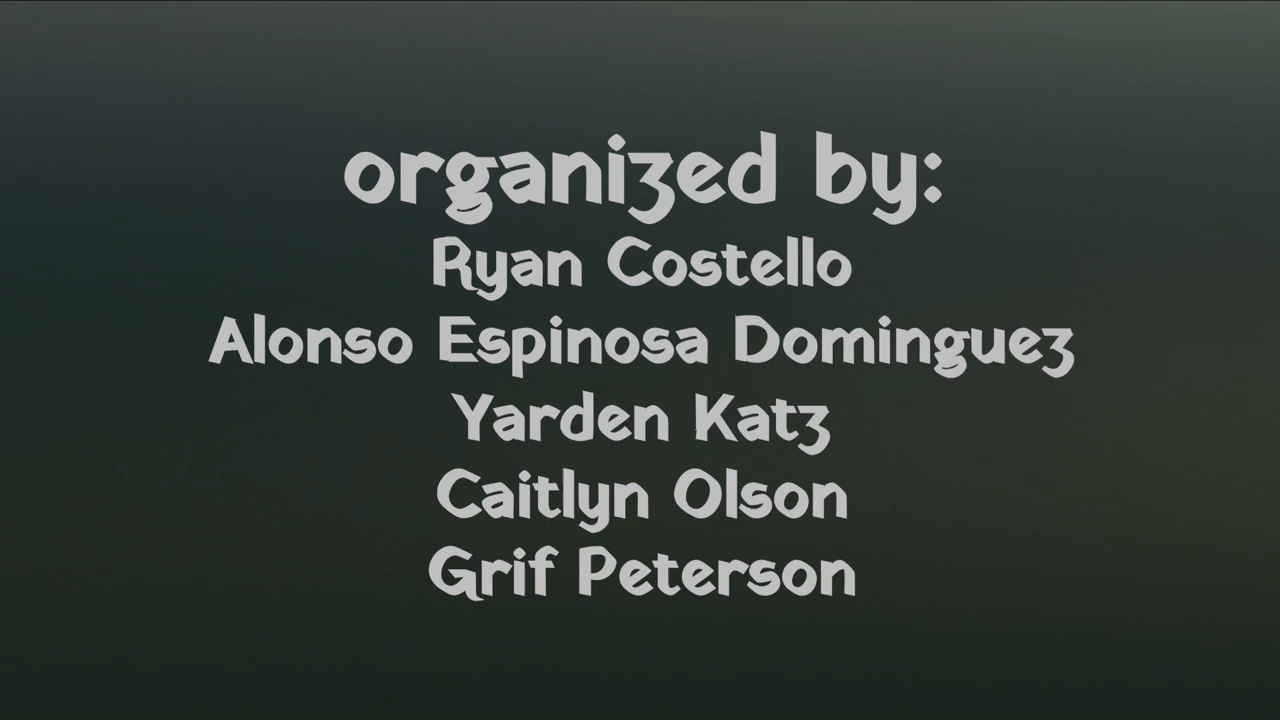 organized by:
Ryan Costello
Alonso Espinosa Dominguez
Yarden Katz
Caitlyn Olson
Grif Peterson